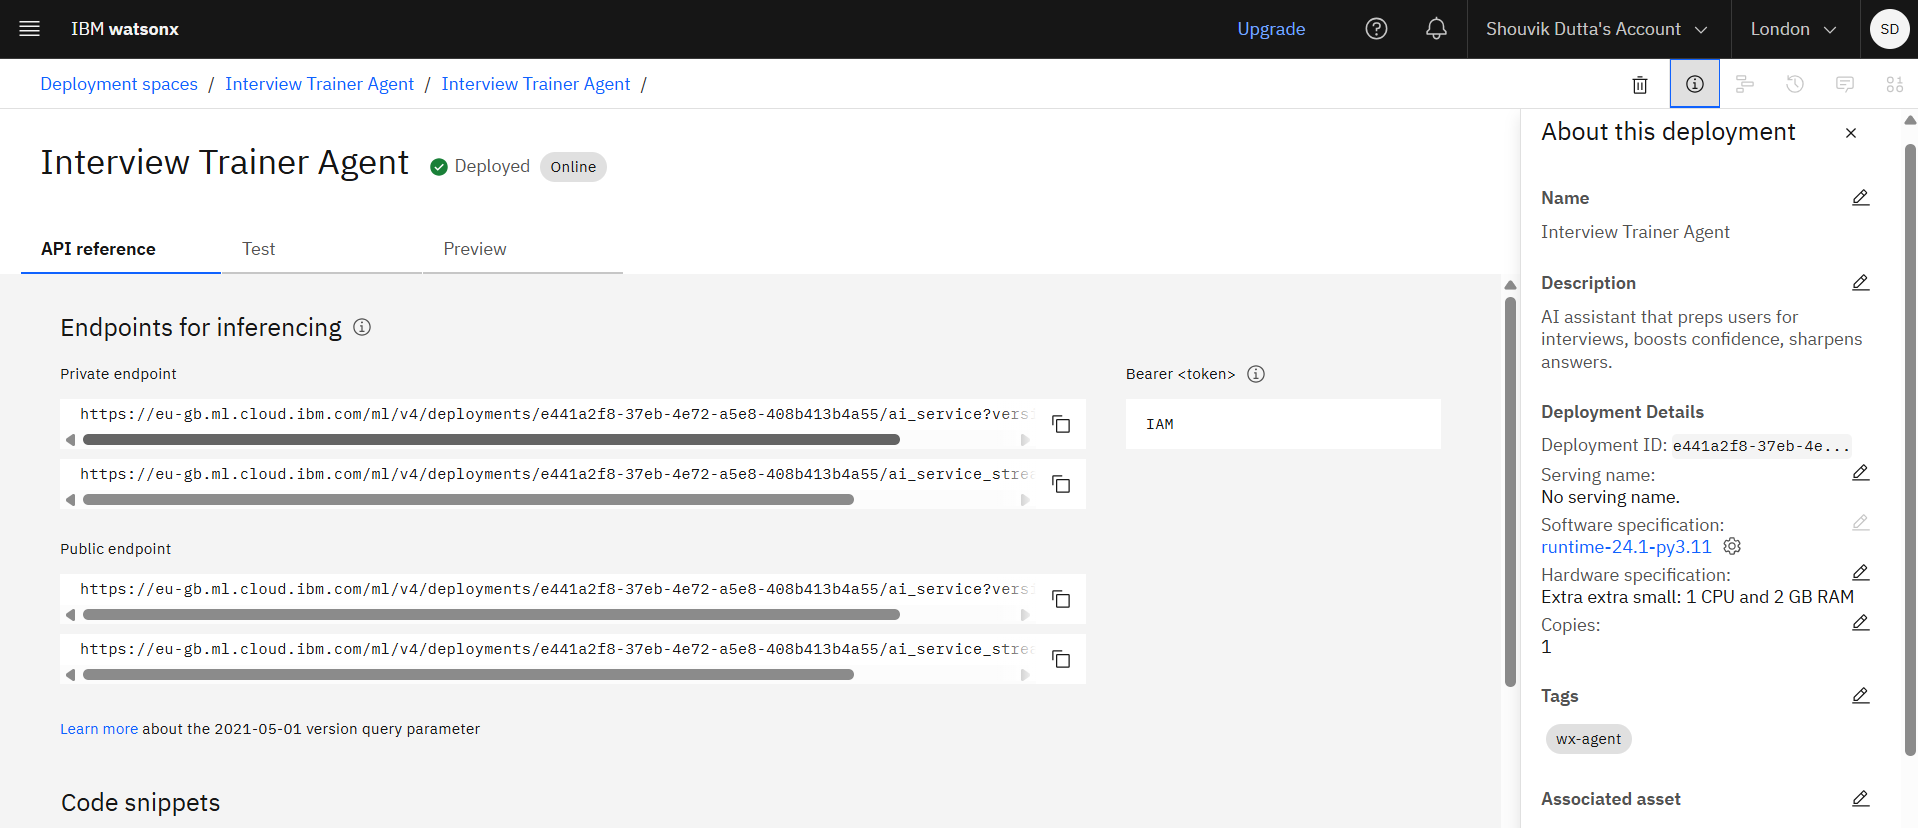 IBM watsonx
Upgrade
Shouvik Dutta's Account
London
SD
Deployment spaces / Interview Trainer Agent / Interview Trainer Agent /
Interview Trainer Agent
Deployed
Online
API reference
Test
Preview
Endpoints for inferencing
Private endpoint
https://eu-gb.ml.cloud.ibm.com/ml/v4/deployments/e441a2f8-37eb-4e72-a5e8-408b413b4a55/ai_service?vers
https://eu-gb.ml.cloud.ibm.com/ml/v4/deployments/e441a2f8-37eb-4e72-a5e8-408b413b4a55/ai_service_strea
Public endpoint
https://eu-gb.ml.cloud.ibm.com/ml/v4/deployments/e441a2f8-37eb-4e72-a5e8-408b413b4a55/ai_service?vers
https://eu-gb.ml.cloud.ibm.com/ml/v4/deployments/e441a2f8-37eb-4e72-a5e8-408b413b4a55/ai_service_strea
Bearer <token>
IAM
Learn more about the 2021-05-01 version query parameter
Code snippets
About this deployment
Name
Interview Trainer Agent
Description
AI assistant that preps users for
interviews, boosts confidence, sharpens
answers.
Deployment Details
Deployment ID: e441a2f8-37eb-4e...
Serving name:
No serving name.
Software specification:
runtime-24.1-py3.11
Hardware specification:
Extra extra small: 1 CPU and 2 GB RAM
Copies:
1
Tags
wx-agent
Associated asset